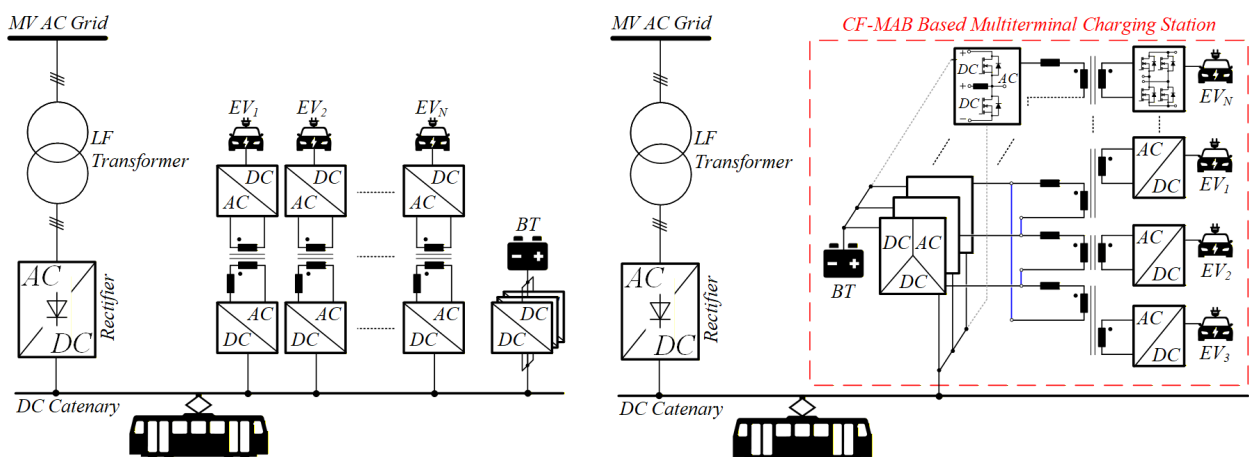 MV AC Grid
LF
Transformer
AC
DC
Rectifier
DC Catenary
EV1
EV2
EVN
DC
AC
DC
AC
DC
AC
AC
DC
AC
DC
AC
DC
BT
DC
DC
MV AC Grid
LF
Transformer
AC
DC
Rectifier
DC Catenary
CF-MAB Based Multiterminal Charging Station
+
DC
+
AC
DC
−
EVN
AC
DC
EV1
DC
AC
DC
BT
AC
DC
EV2
AC
DC
EV3